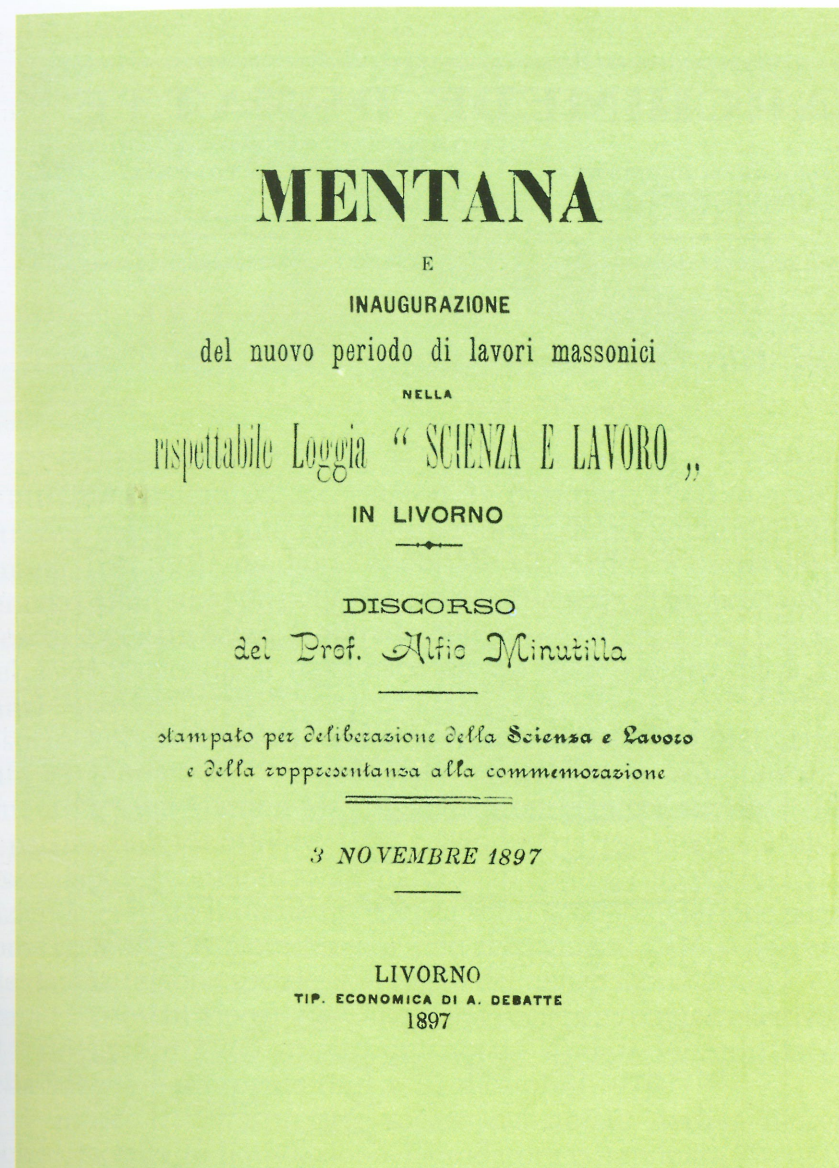 MENTANA
E
INAUGURAZIONE
del nuovo periodo di lavori massonici
NELLA
rispettabile Loggia “ SCIENZA E LAVORO „
IN LIVORNO
DISCORSO
del Prof. Alfio Minutilla
stampato per deliberazione della Scienza e Lavoro
e della rappresentanza alla commemorazione
3 NOVEMBRE 1897
LIVORNO
TIP. ECONOMICA DI A. DEBATTE
1897